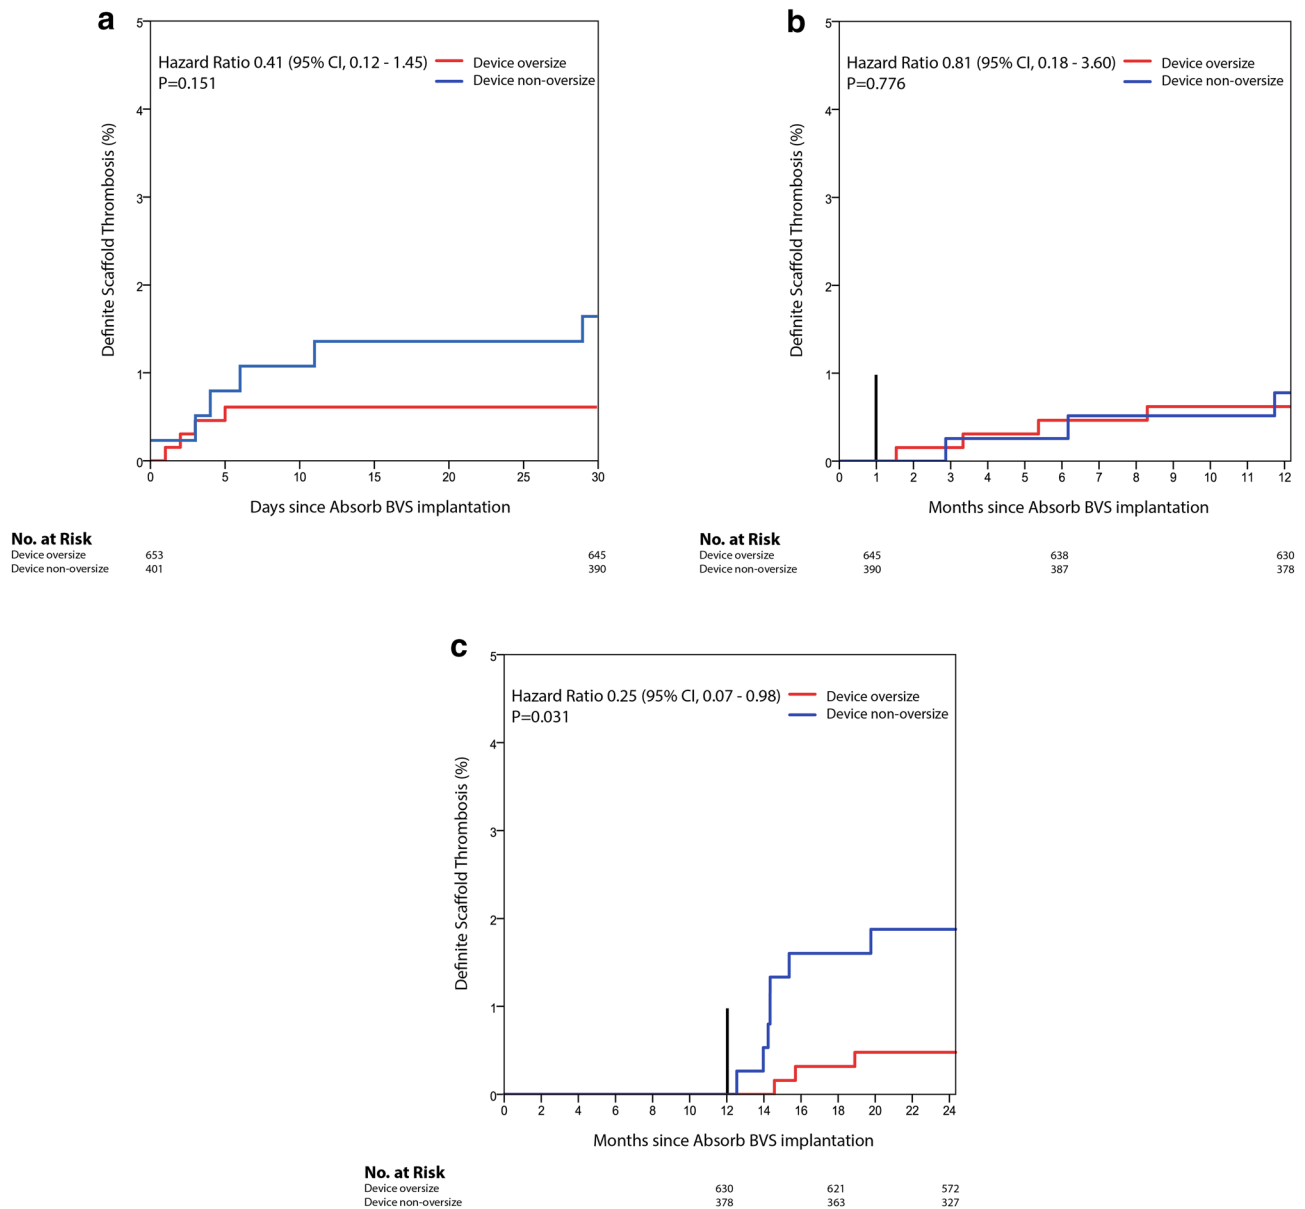 a
Hazard Ratio 0.41 (95% CI, 0.12 - 1.45)
P=0.151
Device oversize
Device non-oversize
Definite Scaffold Thrombosis (%)
5
4
3
2
1
0
0 5 10 15 20 25 30
Days since Absorb BVS implantation
No. at Risk
Device oversize 653 645
Device non-oversize 401 390
b
Hazard Ratio 0.81 (95% CI, 0.18 - 3.60)
P=0.776
Device oversize
Device non-oversize
Definite Scaffold Thrombosis (%)
5
4
3
2
1
0
0 1 2 3 4 5 6 7 8 9 10 11 12
Months since Absorb BVS implantation
No. at Risk
Device oversize 645 638 630
Device non-oversize 390 387 378
c
Hazard Ratio 0.25 (95% CI, 0.07 - 0.98)
P=0.031
Device oversize
Device non-oversize
Definite Scaffold Thrombosis (%)
5
4
3
2
1
0
0 2 4 6 8 10 12 14 16 18 20 22 24
Months since Absorb BVS implantation
No. at Risk
Device oversize 630 621 572
Device non-oversize 378 363 327